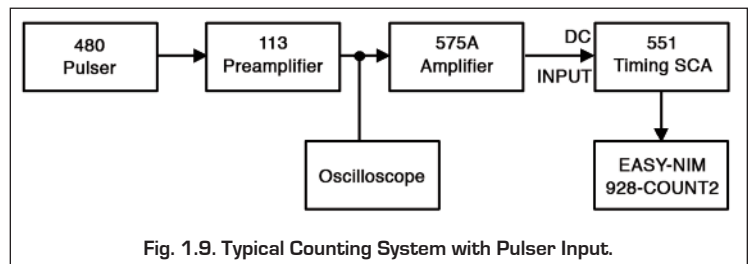 480
Pulser
113
Preamplifier
575A
Amplifier
DC
INPUT
551
Timing SCA
Oscilloscope
EASY-NIM
928-COUNT2
Fig. 1.9. Typical Counting System with Pulser Input.